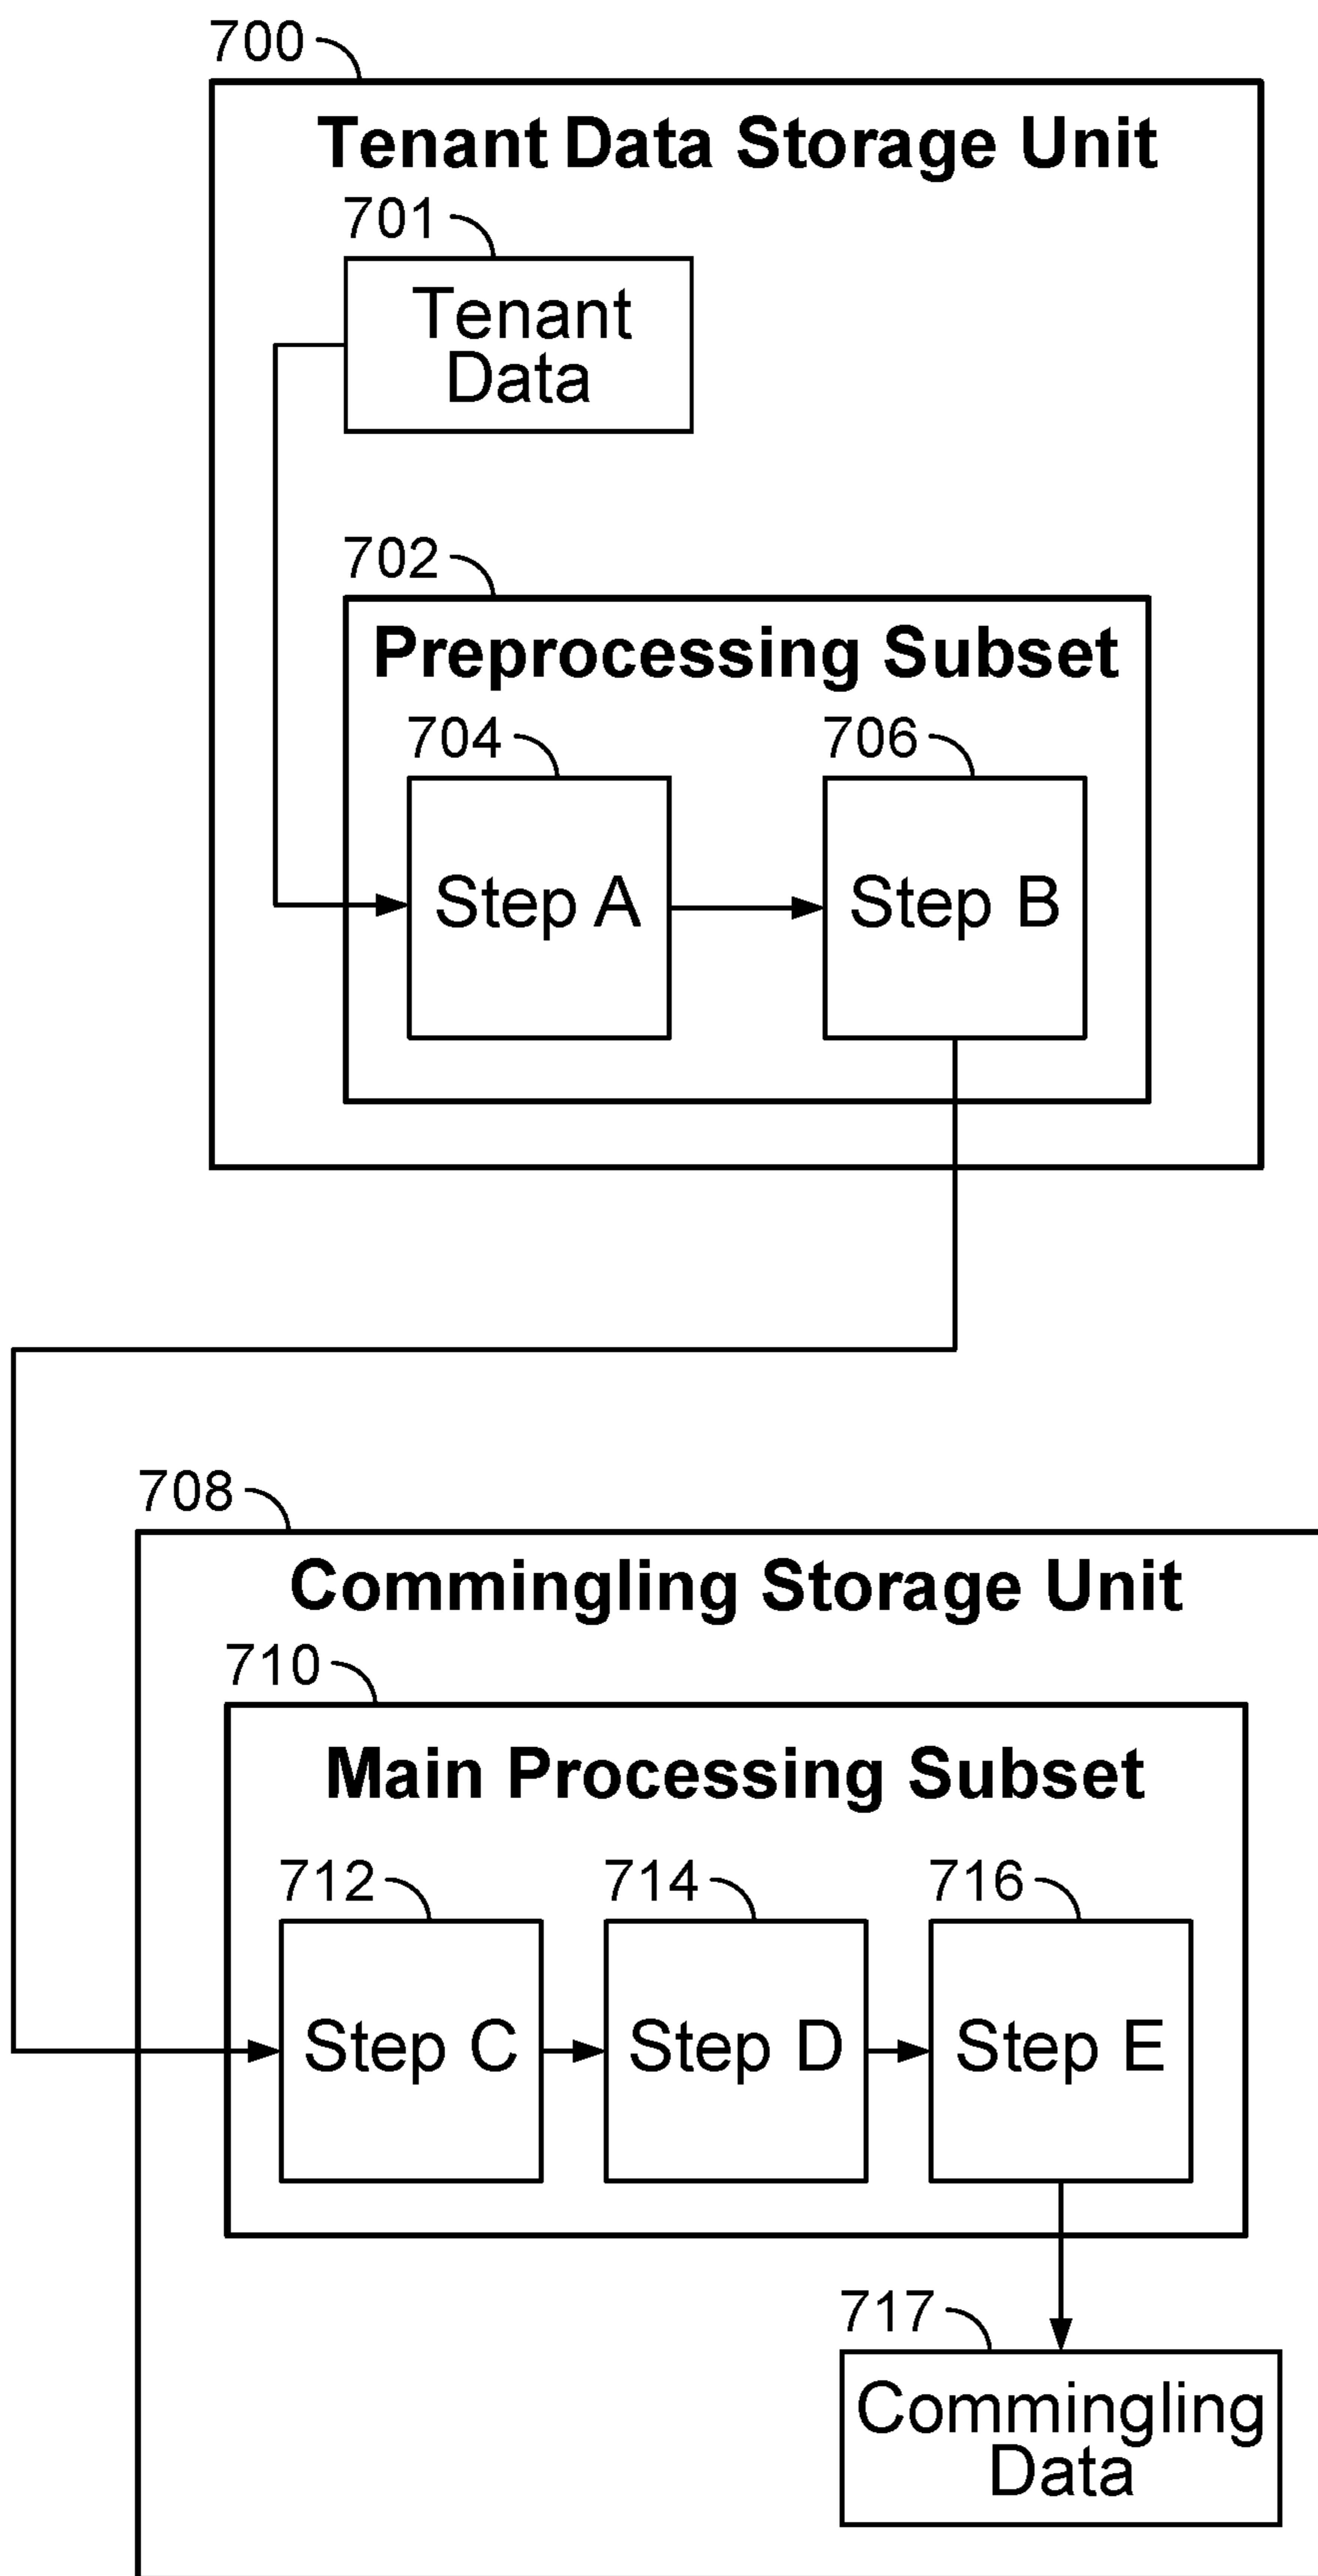 700
Tenant Data Storage Unit
701
Tenant
Data
702
Preprocessing Subset
704
706
Step A
Step B
708
Commingling Storage Unit
710
Main Processing Subset
712
714
716
Step C
Step D
Step E
717
Commingling
Data